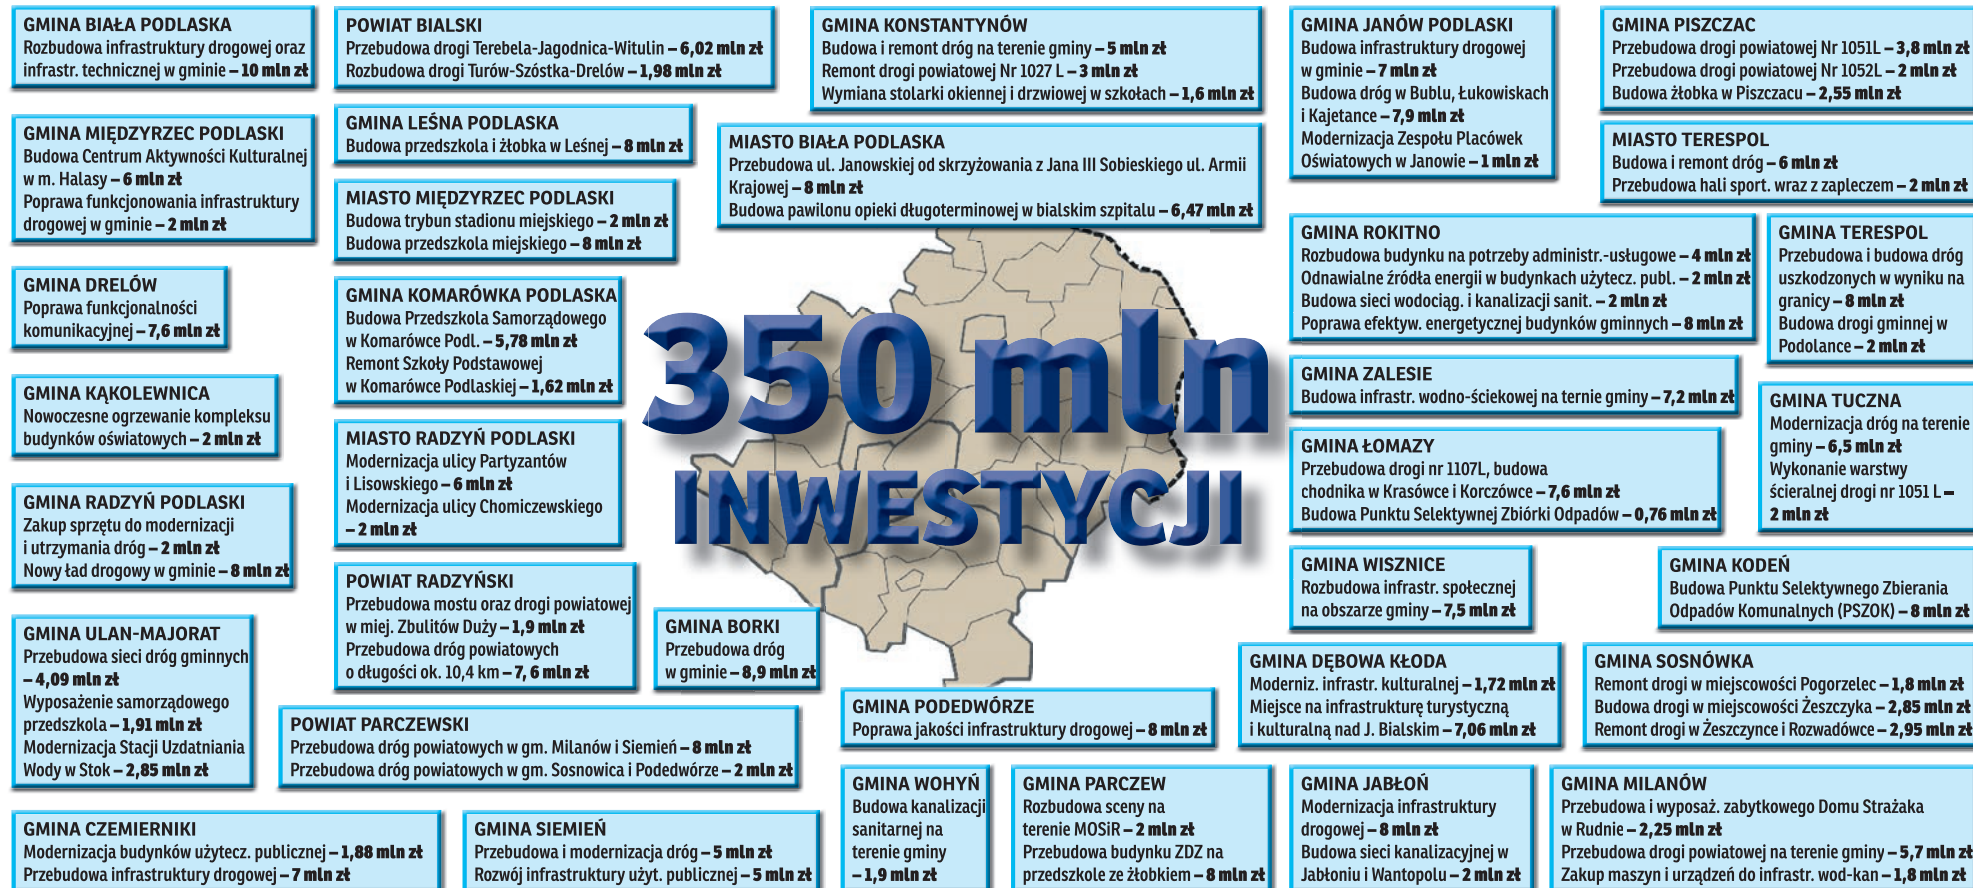 GMINA BIAŁA PODLASKA
Rozbudowa infrastruktury drogowej oraz
infrastr. technicznej w gminie – 10 mln zł
POWIAT BIALSKI
Przebudowa drogi Terebela-Jagodnica-Witulin – 6,02 mln zł
Rozbudowa drogi Turów-Szóstka-Drelów – 1,98 mln zł
GMINA KONSTANTYNÓW
Budowa i remont dróg na terenie gminy – 5 mln zł
Remont drogi powiatowej Nr 1027 L – 3 mln zł
Wymiana stolarki okiennej i drzwiowej w szkołach – 1,6 mln zł
GMINA JANÓW PODLASKI
Budowa infrastruktury drogowej
w gminie – 7 mln zł
Budowa dróg w Bublu, Łukowiskach
i Kajetance – 7,9 mln zł
Modernizacja Zespołu Placówek
Oświatowych w Janowie – 1 mln zł
GMINA PISZCZAC
Przebudowa drogi powiatowej Nr 1051L – 3,8 mln zł
Przebudowa drogi powiatowej Nr 1052L – 2 mln zł
Budowa żłobka w Piszczacu – 2,55 mln zł
GMINA MIĘDZYRZEC PODLASKI
Budowa Centrum Aktywności Kulturalnej
w m. Halasy – 6 mln zł
Poprawa funkcjonowania infrastruktury
drogowej w gminie – 2 mln zł
GMINA LEŚNA PODLASKA
Budowa przedszkola i żłobka w Leśnej – 8 mln zł
MIASTO BIAŁA PODLASKA
Przebudowa ul. Janowskiej od skrzyżowania z Jana III Sobieskiego ul. Armii
Krajowej – 8 mln zł
Budowa pawilonu opieki długoterminowej w bialskim szpitalu – 6,47 mln zł
MIASTO TERESPOL
Budowa i remont dróg – 6 mln zł
Przebudowa hali sport. wraz z zapleczem – 2 mln zł
MIASTO MIĘDZYRZEC PODLASKI
Budowa trybun stadionu miejskiego – 2 mln zł
Budowa przedszkola miejskiego – 8 mln zł
GMINA ROKITNO
Rozbudowa budynku na potrzeby administr.-usługowe – 4 mln zł
Odnawialne źródła energii w budynkach użytecz. publ. – 2 mln zł
Budowa sieci wodociąg. i kanalizacji sanit. – 2 mln zł
Poprawa efektyw. energetycznej budynków gminnych – 8 mln zł
GMINA TERESPOL
Przebudowa i budowa dróg
uszkodzonych w wyniku na
granicy – 8 mln zł
Budowa drogi gminnej w
Podolance – 2 mln zł
GMINA DRELÓW
Poprawa funkcjonalności
komunikacyjnej – 7,6 mln zł
GMINA KOMARÓWKA PODLASKA
Budowa Przedszkola Samorządowego
w Komarówce Podl. – 5,78 mln zł
Remont Szkoły Podstawowej
w Komarówce Podlaskiej – 1,62 mln zł
350 mln
INWESTYCJI
GMINA ZALESIE
Budowa infrastr. wodno-ściekowej na ternie gminy – 7,2 mln zł
GMINA KĄKOLEWNICA
Nowoczesne ogrzewanie kompleksu
budynków oświatowych – 2 mln zł
GMINA TUCZNA
Modernizacja dróg na terenie
gminy – 6,5 mln zł
Wykonanie warstwy
ścieralnej drogi nr 1051 L –
2 mln zł
MIASTO RADZYŃ PODLASKI
Modernizacja ulicy Partyzantów
i Lisowskiego – 6 mln zł
Modernizacja ulicy Chomiczewskiego
– 2 mln zł
GMINA ŁOMAZY
Przebudowa drogi nr 1107L, budowa
chodnika w Krasówce i Korczówce – 7,6 mln zł
Budowa Punktu Selektywnej Zbiórki Odpadów – 0,76 mln zł
GMINA RADZYŃ PODLASKI
Zakup sprzętu do modernizacji
i utrzymania dróg – 2 mln zł
Nowy ład drogowy w gminie – 8 mln zł
GMINA WISZNICE
Rozbudowa infrastr. społecznej
na obszarze gminy – 7,5 mln zł
GMINA KODEŃ
Budowa Punktu Selektywnego Zbierania
Odpadów Komunalnych (PSZOK) – 8 mln zł
POWIAT RADZYŃSKI
Przebudowa mostu oraz drogi powiatowej
w miej. Zbulitów Duży – 1,9 mln zł
Przebudowa dróg powiatowych
o długości ok. 10,4 km – 7, 6 mln zł
GMINA BORKI
Przebudowa dróg
w gminie – 8,9 mln zł
GMINA ULAN-MAJORAT
Przebudowa sieci dróg gminnych
– 4,09 mln zł
Wyposażenie samorządowego
przedszkola – 1,91 mln zł
Modernizacja Stacji Uzdatniania
Wody w Stok – 2,85 mln zł
GMINA DĘBOWA KŁODA
Moderniz. infrastr. kulturalnej – 1,72 mln zł
Miejsce na infrastrukturę turystyczną
i kulturalną nad J. Bialskim – 7,06 mln zł
GMINA SOSNÓWKA
Remont drogi w miejscowości Pogorzelec – 1,8 mln zł
Budowa drogi w miejscowości Żeszczyka – 2,85 mln zł
Remont drogi w Żeszczynce i Rozwadówce – 2,95 mln zł
GMINA PODEDWÓRZE
Poprawa jakości infrastruktury drogowej – 8 mln zł
POWIAT PARCZEWSKI
Przebudowa dróg powiatowych w gm. Milanów i Siemień – 8 mln zł
Przebudowa dróg powiatowych w gm. Sosnowica i Podedwórze – 2 mln zł
GMINA WOHYŃ
Budowa kanalizacji
sanitarnej na
terenie gminy
– 1,9 mln zł
GMINA PARCZEW
Rozbudowa sceny na
terenie MOSiR – 2 mln zł
Przebudowa budynku ZDZ na
przedszkole ze żłobkiem – 8 mln zł
GMINA JABŁOŃ
Modernizacja infrastruktury
drogowej – 8 mln zł
Budowa sieci kanalizacyjnej w
Jabłoniu i Wantopolu – 2 mln zł
GMINA MILANÓW
Przebudowa i wyposaż. zabytkowego Domu Strażaka
w Rudnie – 2,25 mln zł
Przebudowa drogi powiatowej na terenie gminy – 5,7 mln zł
Zakup maszyn i urządzeń do infrastr. wod-kan – 1,8 mln zł
GMINA CZEMIERNIKI
Modernizacja budynków użytecz. publicznej – 1,88 mln zł
Przebudowa infrastruktury drogowej – 7 mln zł
GMINA SIEMIEŃ
Przebudowa i modernizacja dróg – 5 mln zł
Rozwój infrastruktury użyt. publicznej – 5 mln zł